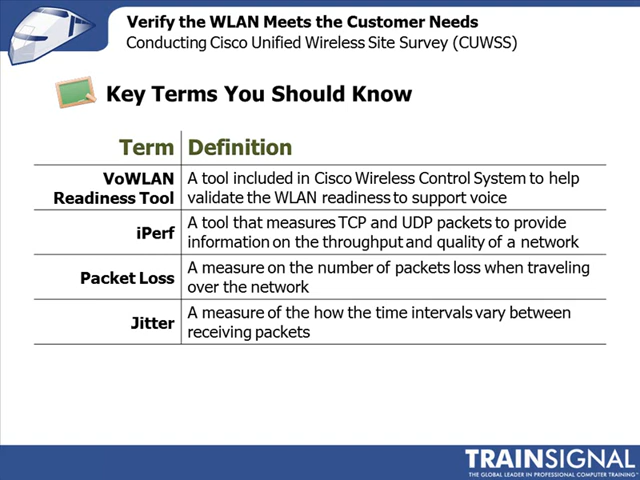 Verify the WLAN Meets the Customer Needs
Conducting Cisco Unified Wireless Site Survey (CUWSS)
Key Terms You Should Know
Term Definition
VoWLAN Readiness Tool
A tool included in Cisco Wireless Control System to help
validate the WLAN readiness to support voice
iPerf
A tool that measures TCP and UDP packets to provide
information on the throughput and quality of a network
Packet Loss
A measure on the number of packets loss when traveling
over the network
Jitter
A measure of the how the time intervals vary between
receiving packets
TRAINSIGNAL
THE GLOBAL LEADER IN PROFESSIONAL COMPUTER TRAINING